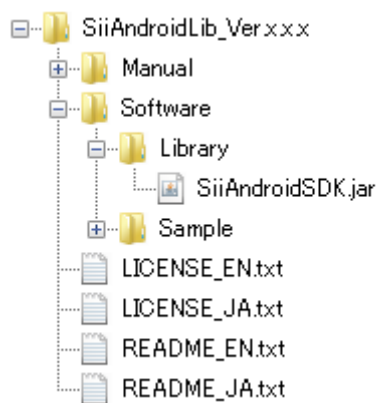 SiiAndroidLib_Ver.x.x.x
Manual
Software
Library
SiiAndroidSDK.jar
Sample
LICENSE_EN.txt
LICENSE_JA.txt
README_EN.txt
README_JA.txt